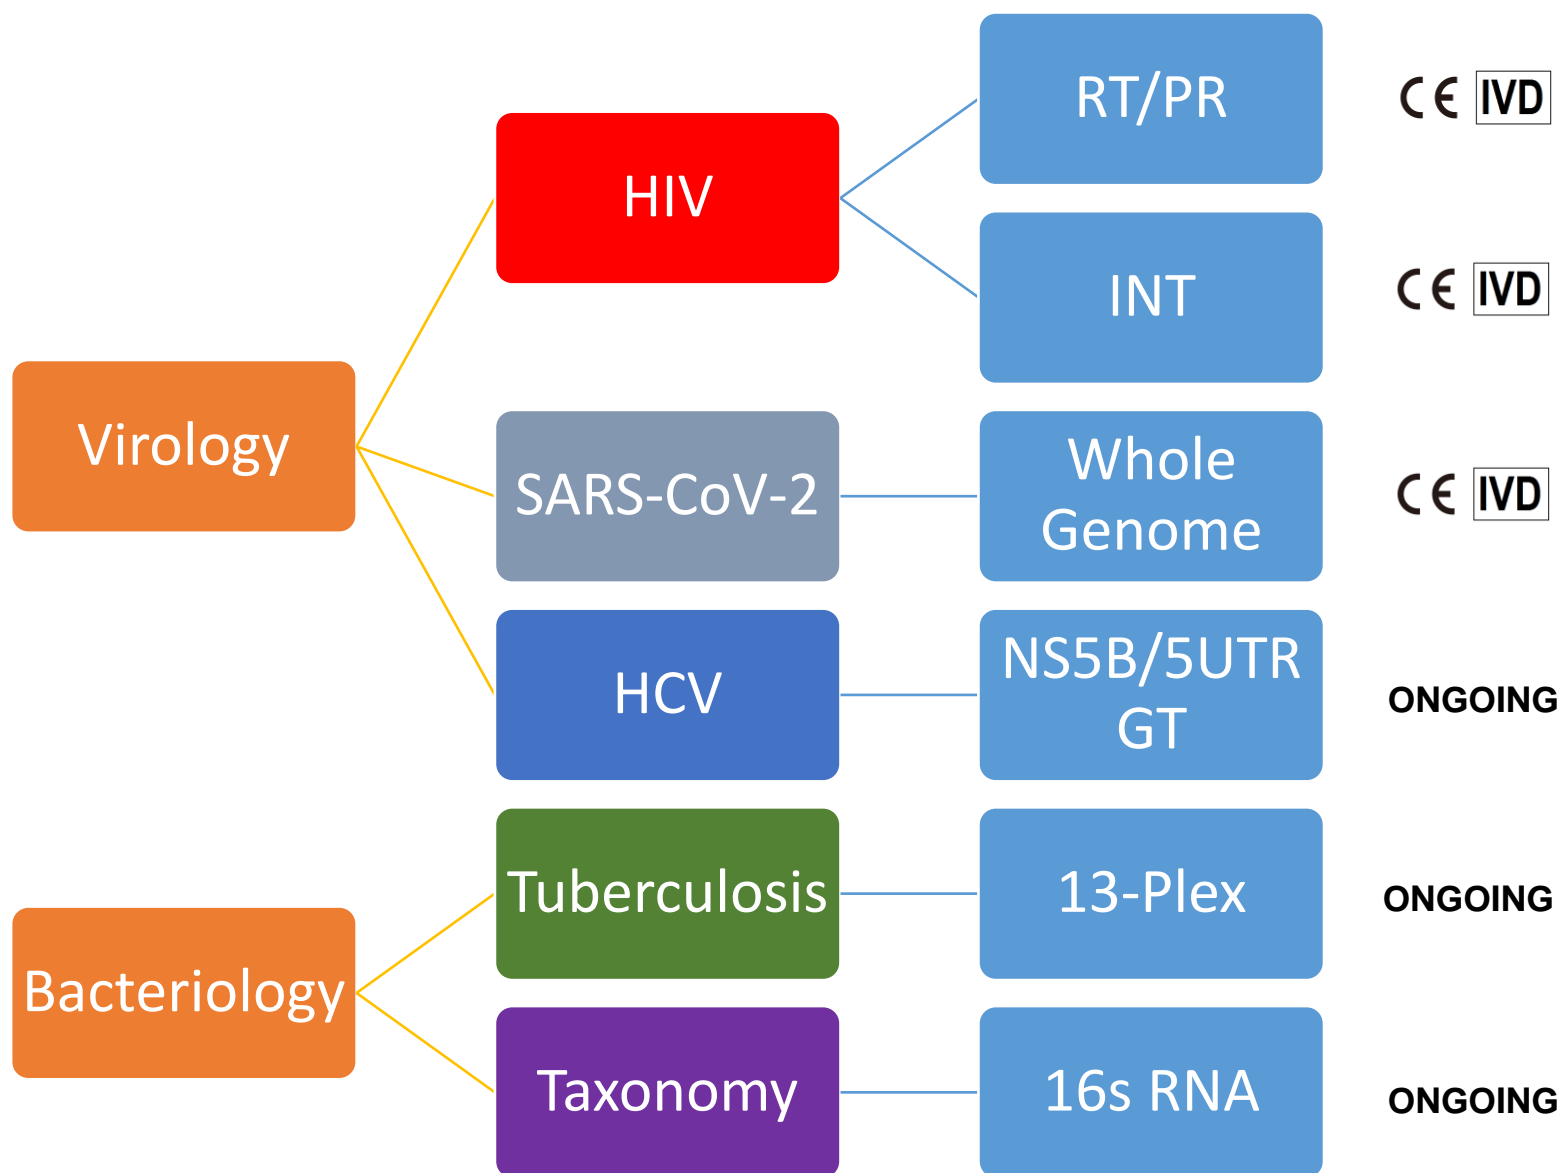 RT/PR
CE IVD
HIV
INT
CE IVD
Virology
SARS-CoV-2
Whole
Genome
CE IVD
HCV
NS5B/5UTR
GT
ONGOING
Tuberculosis
13-Plex
ONGOING
Bacteriology
Taxonomy
16s RNA
ONGOING